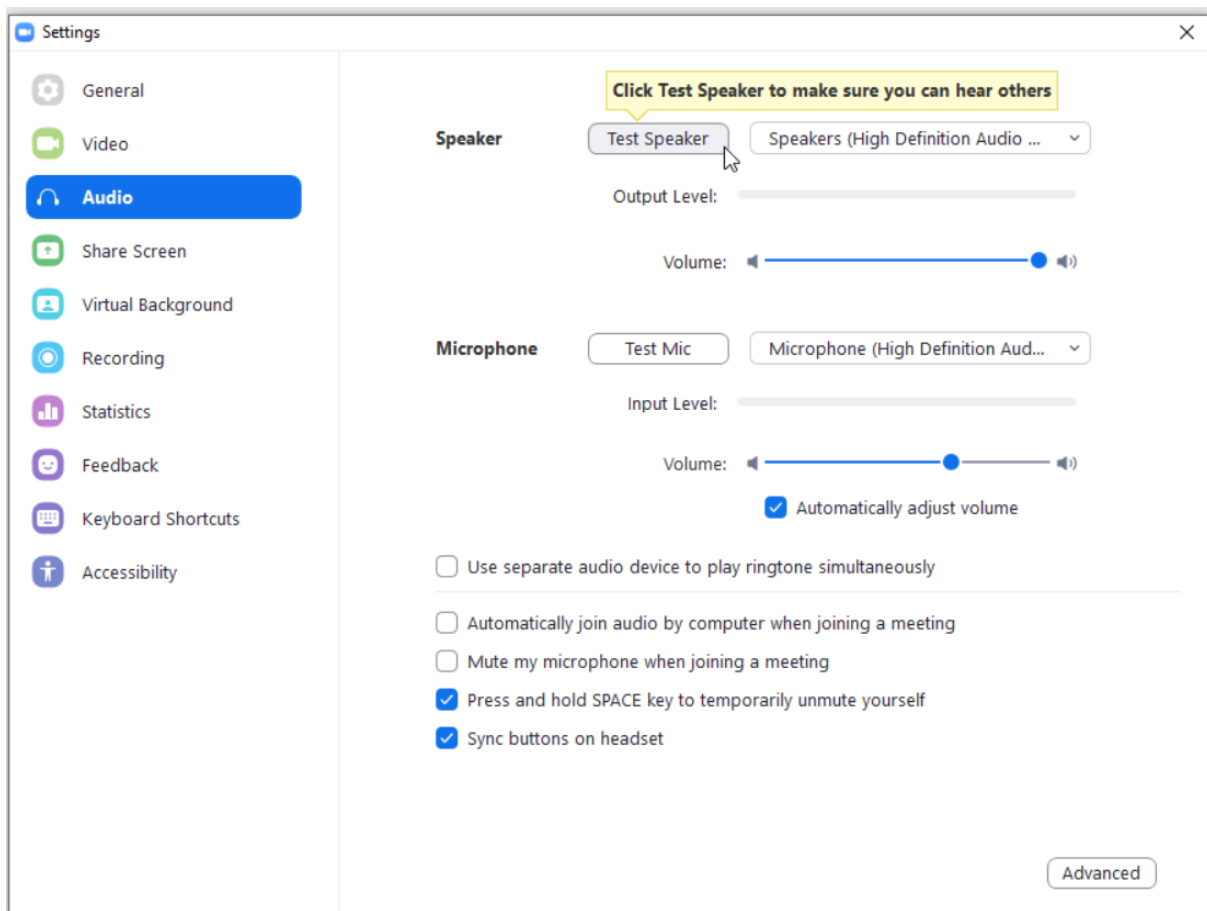 Settings
General
Video
Audio
Share Screen
Virtual Background
Recording
Statistics
Feedback
Keyboard Shortcuts
Accessibility
Click Test Speaker to make sure you can hear others
Speaker Test Speaker Speakers (High Definition Audio ...
Output Level:
Volume:
Microphone Test Mic Microphone (High Definition Aud...
Input Level:
Volume:
Automatically adjust volume
Use separate audio device to play ringtone simultaneously
Automatically join audio by computer when joining a meeting
Mute my microphone when joining a meeting
Press and hold SPACE key to temporarily unmute yourself
Sync buttons on headset
Advanced